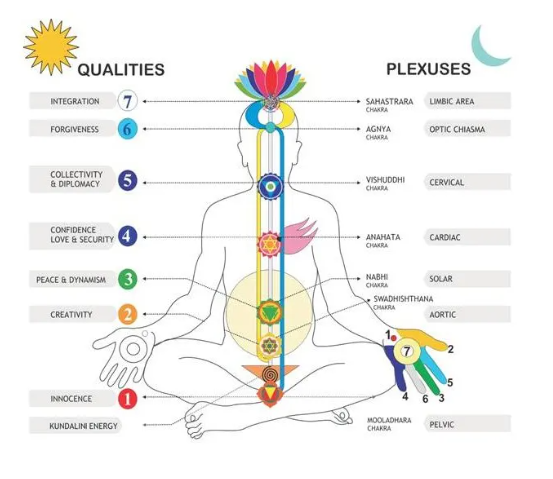 QUALITIES
PLEXUSES
INTEGRATION 7
SAHASTRARA
CHAKRA
LIMBIC AREA
FORGIVENESS 6
AGNYA
CHAKRA
OPTIC CHIASMA
COLLECTIVITY
& DIPLOMACY 5
VISHUDDHI
CHAKRA
CERVICAL
CONFIDENCE
LOVE & SECURITY 4
ANAHATA
CHAKRA
CARDIAC
PEACE & DYNAMISM 3
NABHI
CHAKRA
SOLAR
CREATIVITY 2
SWADHISHTHANA
CHAKRA
AORTIC
1
7
2
5
3
6
4
INNOCENCE 1
KUNDALINI ENERGY
MOOLADHARA
CHAKRA
PELVIC